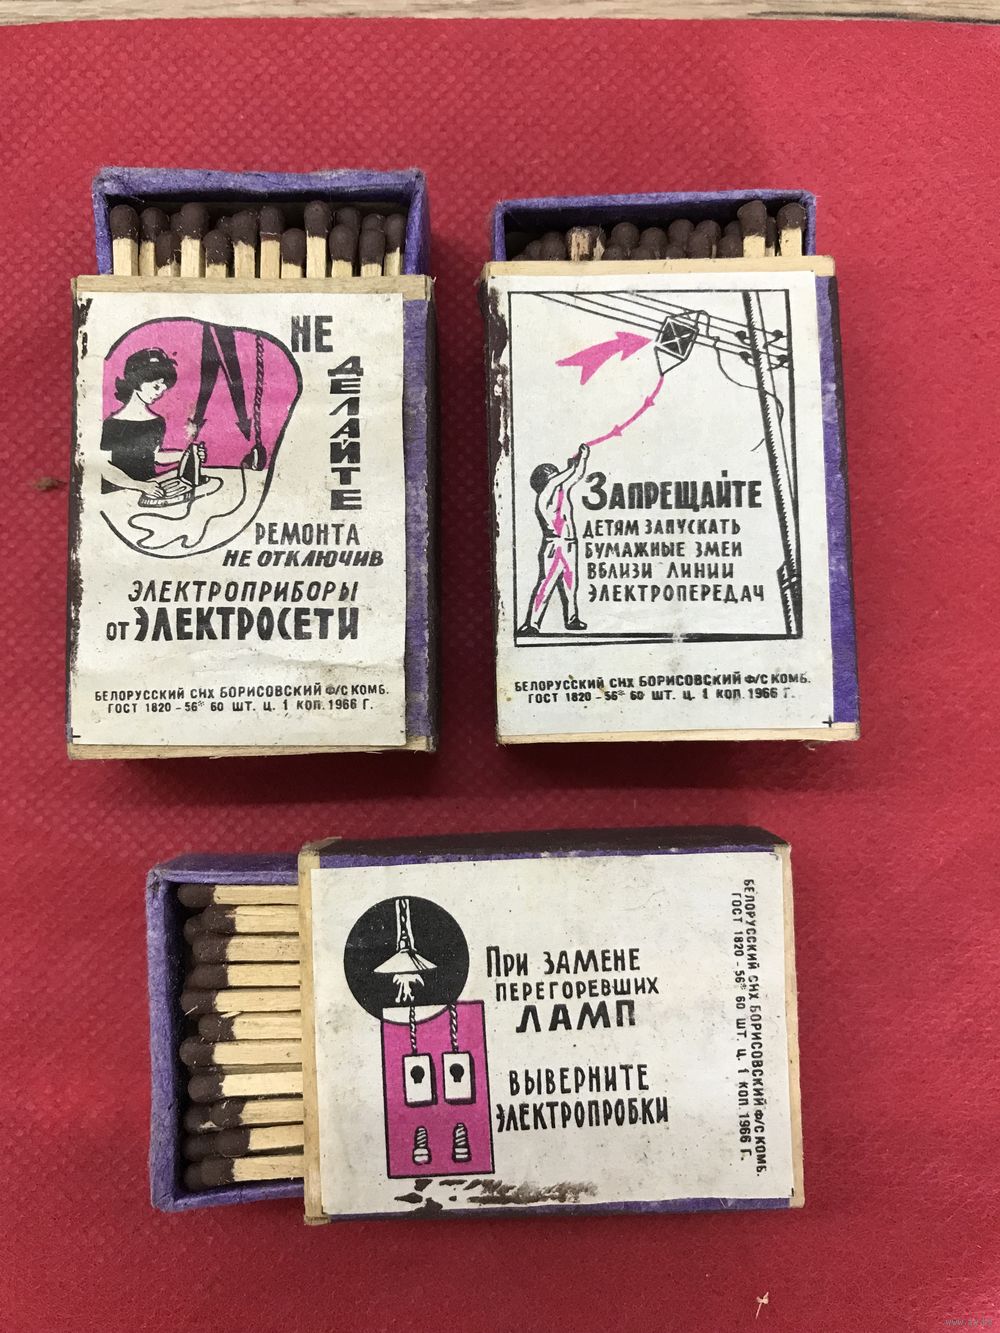 НЕ
ДЕЛАЙТЕ
РЕМОНТА
НЕ ОТКЛЮЧИВ
ЭЛЕКТРОПРИБОРЫ
ОТ ЭЛЕКТРОСЕТИ
БЕЛОРУССКИЙ СНХ БОРИСОВСКИЙ Ф/С КОМБ.
ГОСТ 1820 - 56* 60 ШТ. Ц. 1 КОП. 1966 Г.
ЗАПРЕЩАЙТЕ
ДЕТЯМ ЗАПУСКАТЬ
БУМАЖНЫЕ ЗМЕИ
ВБЛИЗИ ЛИНИИ
ЭЛЕКТРОПЕРЕДАЧ
БЕЛОРУССКИЙ СНХ БОРИСОВСКИЙ Ф/С КОМБ.
ГОСТ 1820 - 56* 60 ШТ. Ц. 1 КОП. 1966 Г.
ПРИ ЗАМЕНЕ
ПЕРЕГОРЕВШИХ
ЛАМП
ВЫВЕРНИТЕ
ЭЛЕКТРОПРОБКИ
БЕЛОРУССКИЙ СНХ БОРИСОВСКИЙ Ф/С КОМБ.
ГОСТ 1820 - 56* 60 ШТ. Ц. 1 КОП. 1966 Г.